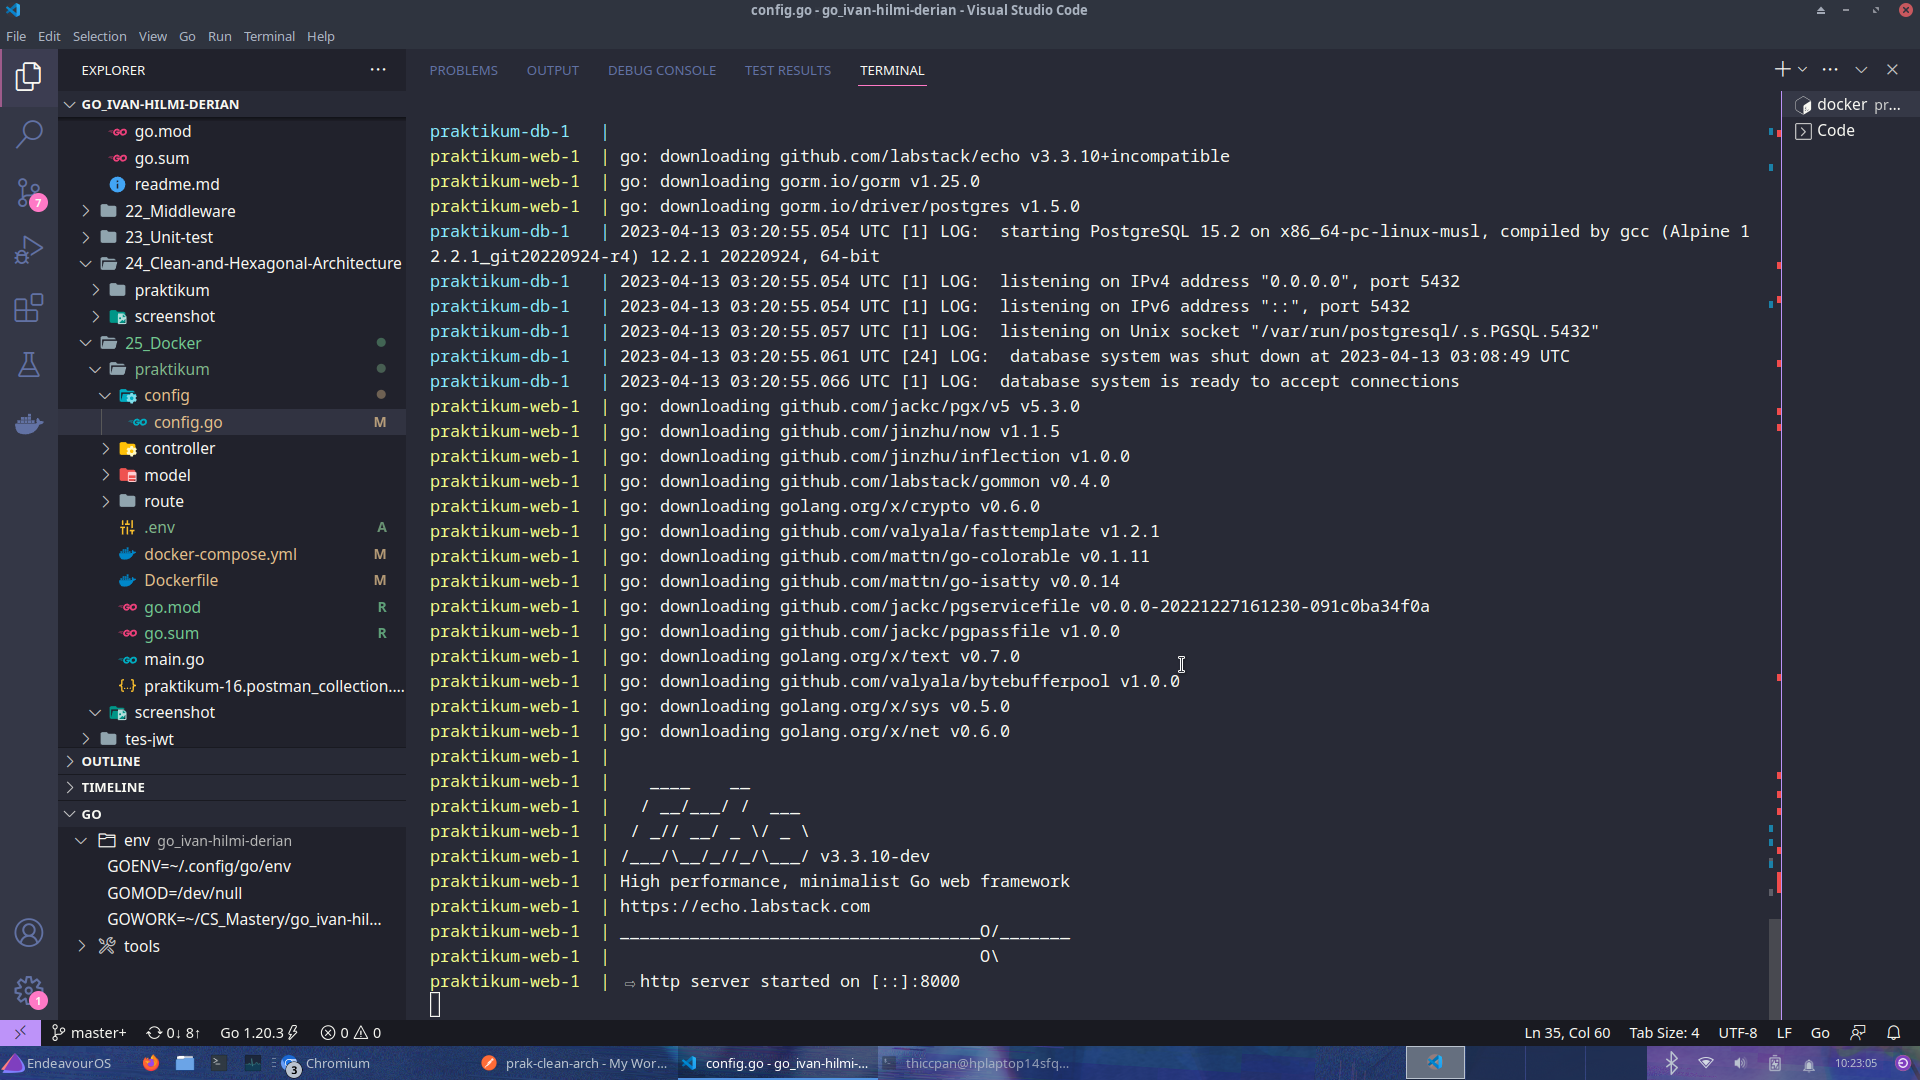 config.go - go_ivan-hilmi-derian - Visual Studio Code
File Edit Selection View Go Run Terminal Help
EXPLORER
GO_IVAN-HILMI-DERIAN
go.mod
go.sum
readme.md
22_Middleware
23_Unit-test
24_Clean-and-Hexagonal-Architecture
praktikum
screenshot
25_Docker
praktikum
config
config.go M
controller
model
route
.env A
docker-compose.yml M
Dockerfile M
go.mod R
go.sum R
main.go
praktikum-16.postman_collection....
screenshot
tes-jwt
OUTLINE
TIMELINE
GO
env go_ivan-hilmi-derian
GOENV=~/.config/go/env
GOMOD=/dev/null
GOWORK=~/CS_Mastery/go_ivan-hil...
tools
7
1
PROBLEMS OUTPUT DEBUG CONSOLE TEST RESULTS TERMINAL
praktikum-db-1 |
praktikum-web-1 | go: downloading github.com/labstack/echo v3.3.10+incompatible
praktikum-web-1 | go: downloading gorm.io/gorm v1.25.0
praktikum-web-1 | go: downloading gorm.io/driver/postgres v1.5.0
praktikum-db-1 | 2023-04-13 03:20:55.054 UTC [1] LOG: starting PostgreSQL 15.2 on x86_64-pc-linux-musl, compiled by gcc (Alpine 1
2.2.1_git20220924-r4) 12.2.1 20220924, 64-bit
praktikum-db-1 | 2023-04-13 03:20:55.054 UTC [1] LOG: listening on IPv4 address "0.0.0.0", port 5432
praktikum-db-1 | 2023-04-13 03:20:55.054 UTC [1] LOG: listening on IPv6 address "::", port 5432
praktikum-db-1 | 2023-04-13 03:20:55.057 UTC [1] LOG: listening on Unix socket "/var/run/postgresql/.s.PGSQL.5432"
praktikum-db-1 | 2023-04-13 03:20:55.061 UTC [24] LOG: database system was shut down at 2023-04-13 03:08:49 UTC
praktikum-db-1 | 2023-04-13 03:20:55.066 UTC [1] LOG: database system is ready to accept connections
praktikum-web-1 | go: downloading github.com/jackc/pgx/v5 v5.3.0
praktikum-web-1 | go: downloading github.com/jinzhu/now v1.1.5
praktikum-web-1 | go: downloading github.com/jinzhu/inflection v1.0.0
praktikum-web-1 | go: downloading github.com/labstack/gommon v0.4.0
praktikum-web-1 | go: downloading golang.org/x/crypto v0.6.0
praktikum-web-1 | go: downloading github.com/valyala/fasttemplate v1.2.1
praktikum-web-1 | go: downloading github.com/mattn/go-colorable v0.1.11
praktikum-web-1 | go: downloading github.com/mattn/go-isatty v0.0.14
praktikum-web-1 | go: downloading github.com/jackc/pgservicefile v0.0.0-20221227161230-091c0ba34f0a
praktikum-web-1 | go: downloading github.com/jackc/pgpassfile v1.0.0
praktikum-web-1 | go: downloading golang.org/x/text v0.7.0
praktikum-web-1 | go: downloading github.com/valyala/bytebufferpool v1.0.0
praktikum-web-1 | go: downloading golang.org/x/sys v0.5.0
praktikum-web-1 | go: downloading golang.org/x/net v0.6.0
praktikum-web-1 |
praktikum-web-1 |    ____    __
praktikum-web-1 |   / __/___/ /  ___
praktikum-web-1 |  / _// __/ _ \/ _ \
praktikum-web-1 | /___/\__/_//_/\___/ v3.3.10-dev
praktikum-web-1 | High performance, minimalist Go web framework
praktikum-web-1 | https://echo.labstack.com
praktikum-web-1 | ____________________________________O/_______
praktikum-web-1 |                                     O\
praktikum-web-1 | ⇨ http server started on [::]:8000
docker pr...
Code
master+ 0↓ 8↑ Go 1.20.3 0 0 Ln 35, Col 60 Tab Size: 4 UTF-8 LF Go
EndeavourOS 3 Chromium prak-clean-arch - My Wor... config.go - go_ivan-hilmi-... thiccpan@hplaptop14sfq... 10:23:05